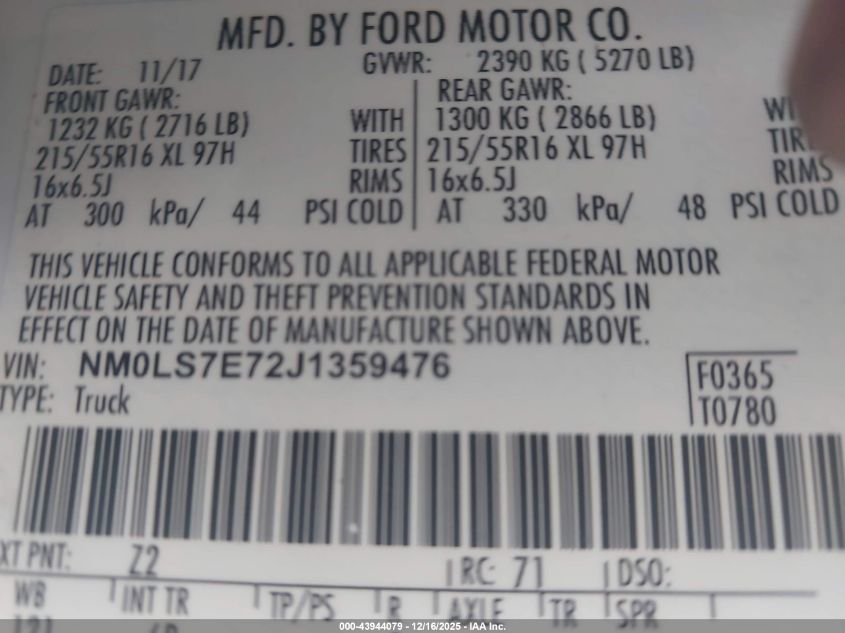 MFD. BY FORD MOTOR CO.
DATE: 11/17 GVWR: 2390 KG ( 5270 LB)
FRONT GAWR: REAR GAWR:
1232 KG ( 2716 LB) WITH 1300 KG ( 2866 LB)
215/55R16 XL 97H TIRES 215/55R16 XL 97H
16x6.5J RIMS 16x6.5J RIMS
AT 300 kPa/ 44 PSI COLD AT 330 kPa/ 48 PSI COLD
THIS VEHICLE CONFORMS TO ALL APPLICABLE FEDERAL MOTOR
VEHICLE SAFETY AND THEFT PREVENTION STANDARDS IN
EFFECT ON THE DATE OF MANUFACTURE SHOWN ABOVE.
VIN: NM0LS7E72J1359476 F0365
TYPE: Truck T0780
XT PNT: Z2 RC: 71 DSO:
WB INT TR TP/PS R AXLE TR SPR
121
000-43944079 - 12/16/2025 - IAA Inc.